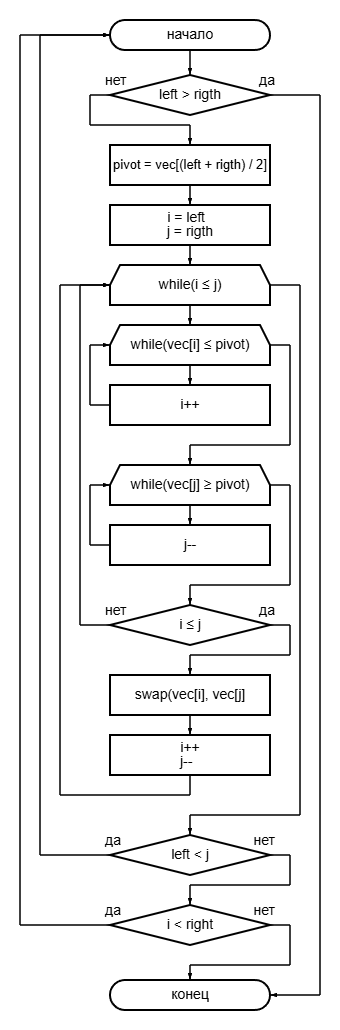 начало
нет
да
left > rigth
pivot = vec[(left + rigth) / 2]
i = left
j = rigth
while(i ≤ j)
while(vec[i] ≤ pivot)
i++
while(vec[j] ≥ pivot)
j--
нет
да
i ≤ j
swap(vec[i], vec[j]
i++
j--
да
нет
left < j
да
нет
i < right
конец